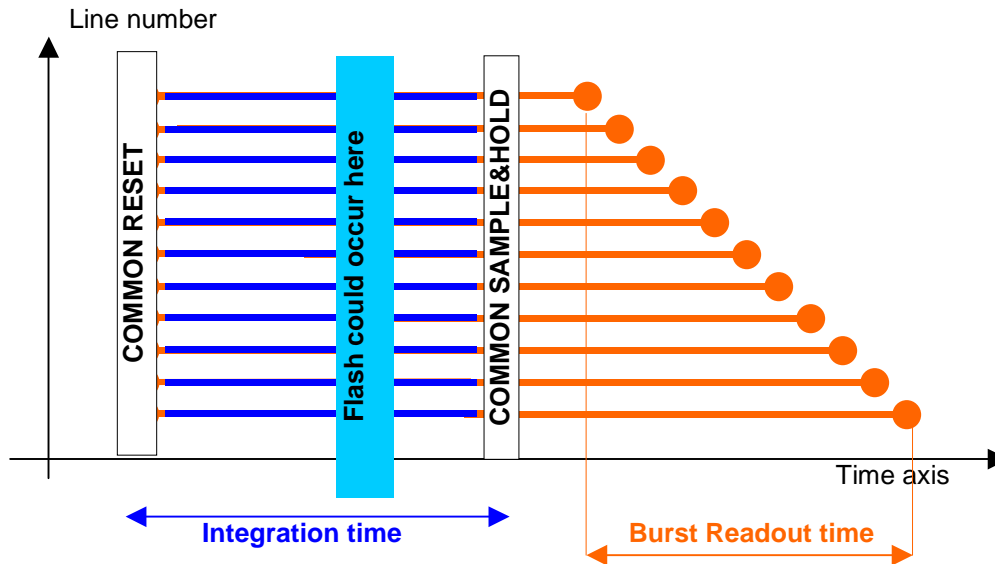 Line number
COMMON RESET
Flash could occur here
COMMON SAMPLE&HOLD
Time axis
Integration time
Burst Readout time